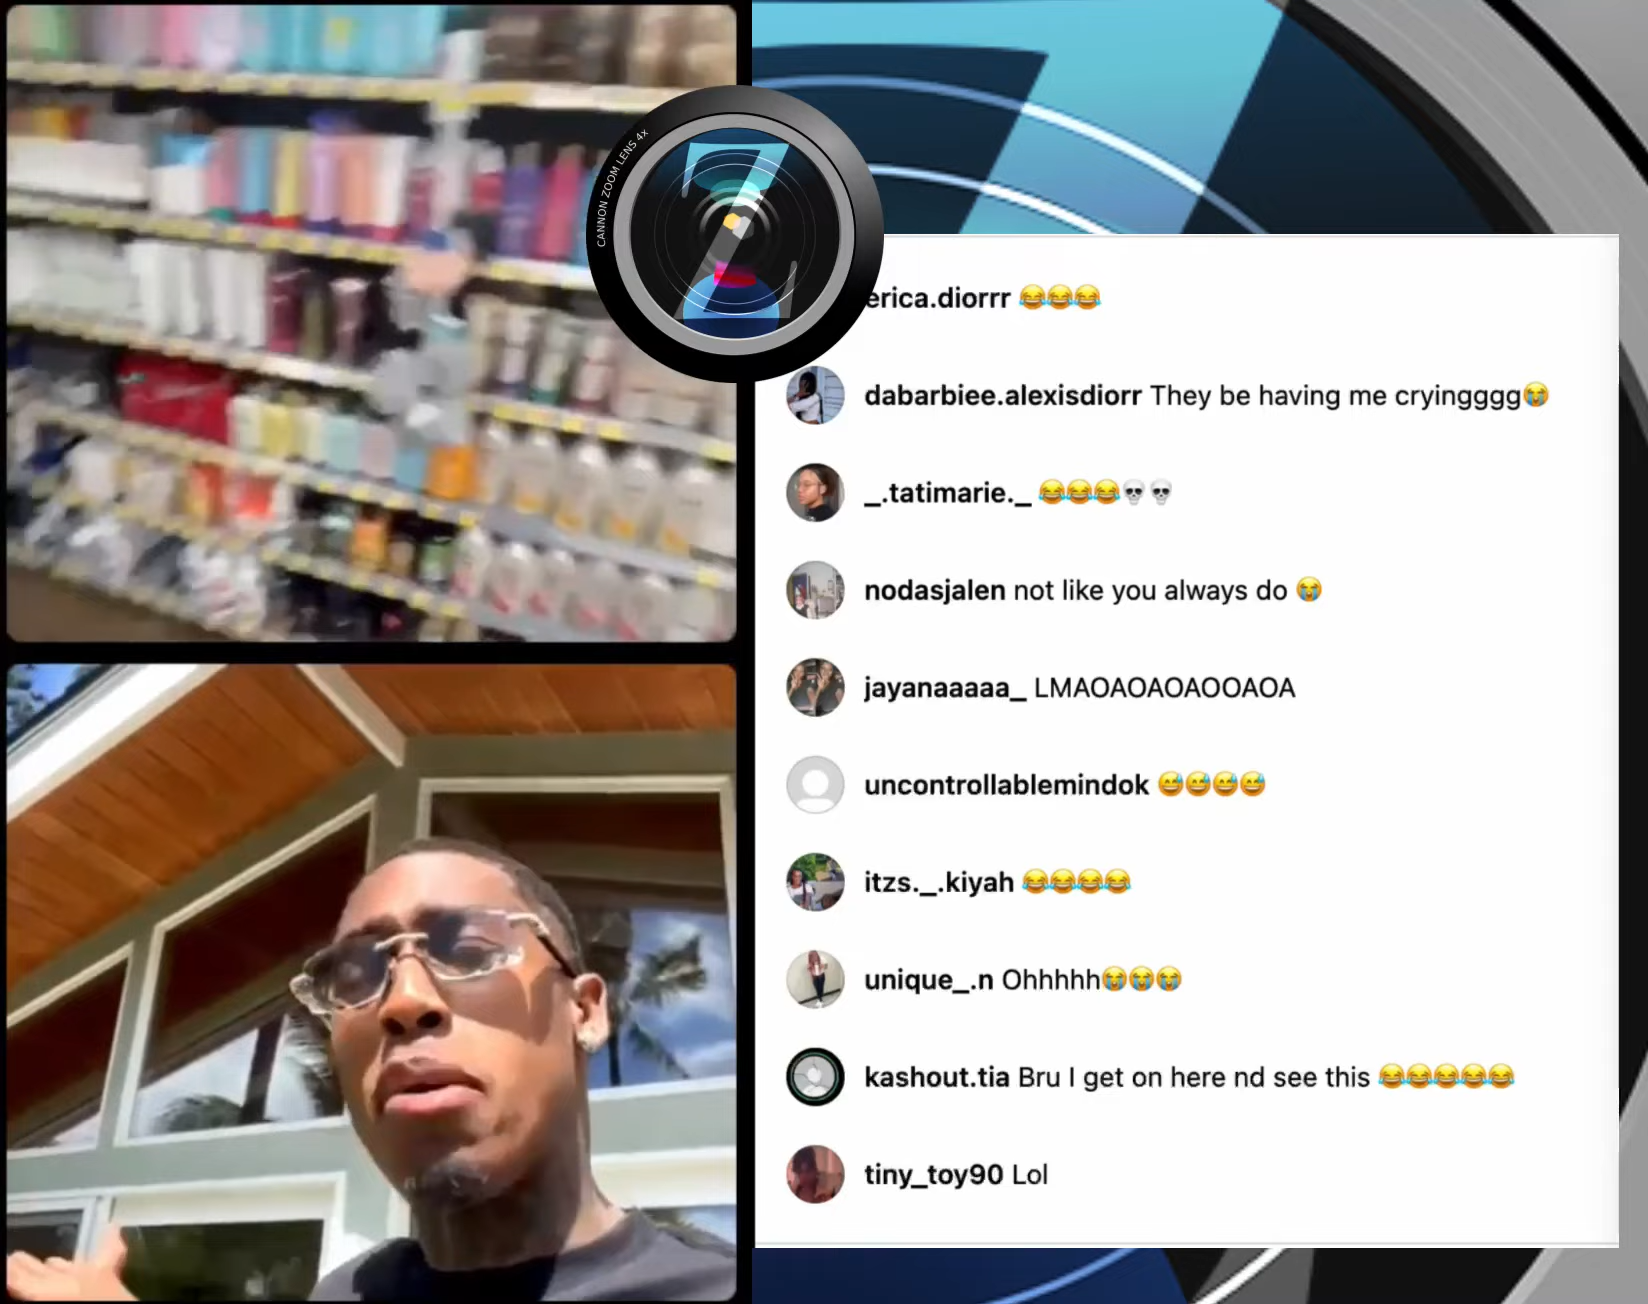 CANNON ZOOM LENS 4x
erica.diorrr 😂😂😂
dabarbiee.alexisdiorr They be having me cryingggg😭
_.tatimarie._ 😂😂😂💀💀
nodasjalen not like you always do 😭
jayanaaaaa_ LMAOAOAOAOOAOA
uncontrollablemindok 😅😅😅😅
itzs._.kiyah 😂😂😂😂
unique_.n Ohhhhh😭😭😭
kashout.tia Bru I get on here nd see this 😂😂😂😂😂
tiny_toy90 Lol